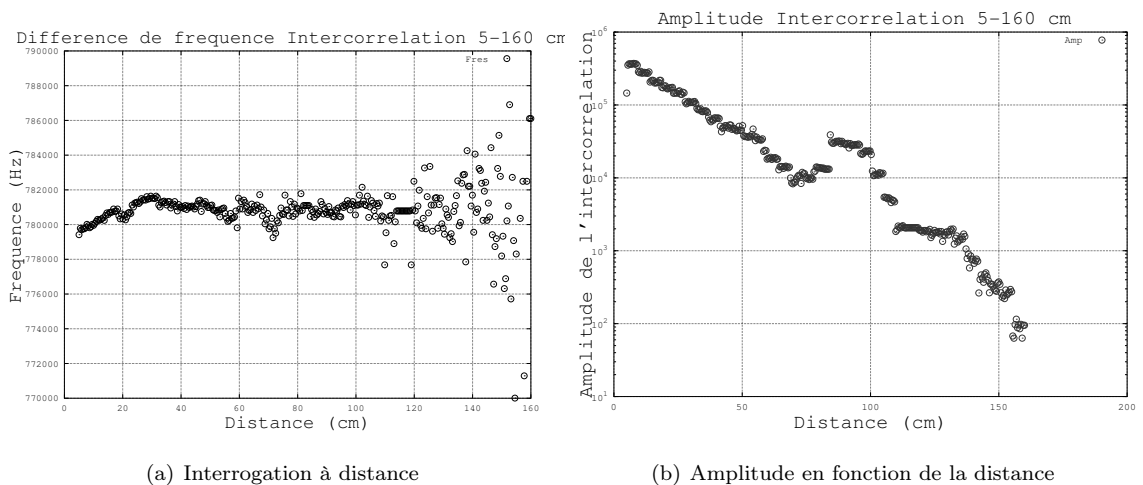 Difference de frequence Intercorrelation 5-160 cm
Fres
Frequence (Hz)
790000
788000
786000
784000
782000
780000
778000
776000
774000
772000
770000
0 20 40 60 80 100 120 140 160
Distance (cm)
(a) Interrogation à distance
Amplitude Intercorrelation 5-160 cm
Amp
Amplitude de l'intercorrelation
10^6
10^5
10^4
10^3
10^2
10^1
0 50 100 150 200
Distance (cm)
(b) Amplitude en fonction de la distance